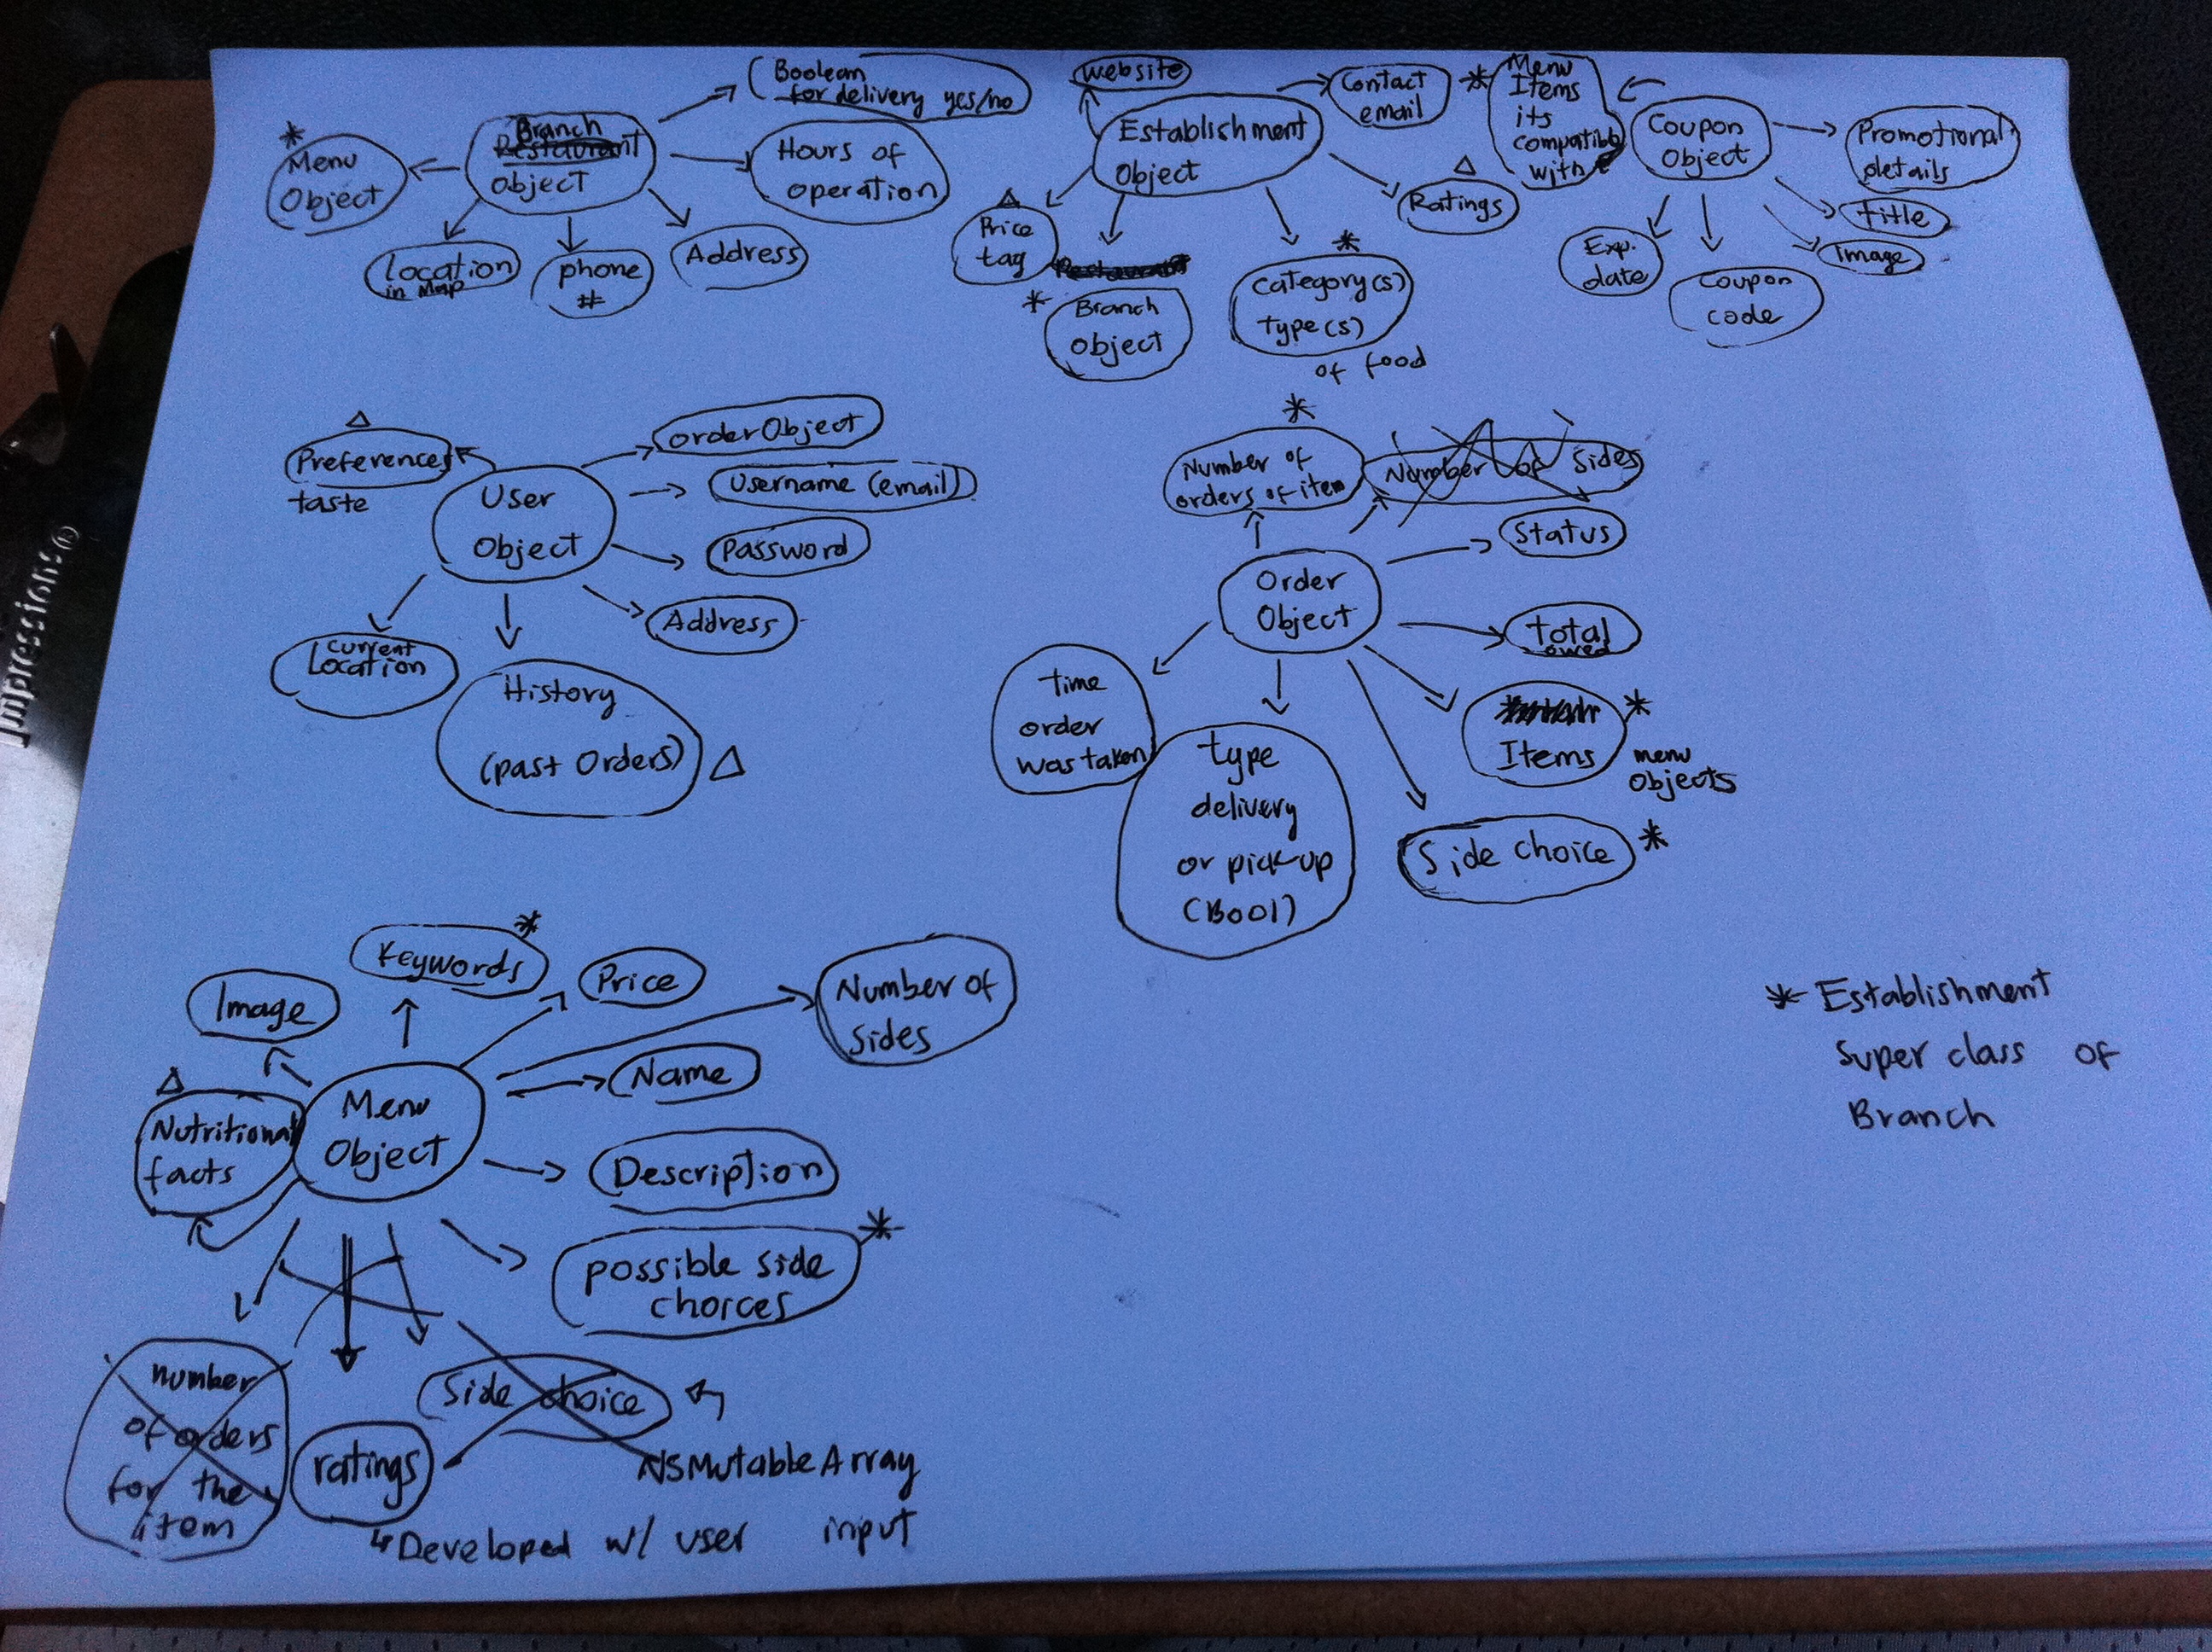 Boolean
for delivery yes/no
Branch
Restaurant
object
*
Menu
Object
Hours of
operation
Location
in Map
phone
#
Address
website
Establishment
Object
Contact
email
△
Ratings
△
Price
tag
Restaurant
*
Branch
object
*
category(s)
type(s)
of food
*
Menu
Items
its
compatible
with
Coupon
Object
Promotional
details
title
Image
Exp.
date
coupon
code
△
Preferences
taste
User
Object
orderObject
Username (email)
password
Address
current
Location
History
(past Orders)
△
*
Number of
orders of item
Number of sides
Status
Order
Object
total
owed
Items
*
menu
objects
Side choice *
time
order
was taken
type
delivery
or pick-up
(Bool)
*
Keywords
Price
Number of
sides
Image
Name
△
Nutritional
facts
Menu
Object
Description
*
possible side
chorces
number
of orders
for the
item
Side choice
ratings
NSMutableArray
↳Developed w/ user input
* Establishment
super class of
Branch
Impressions®